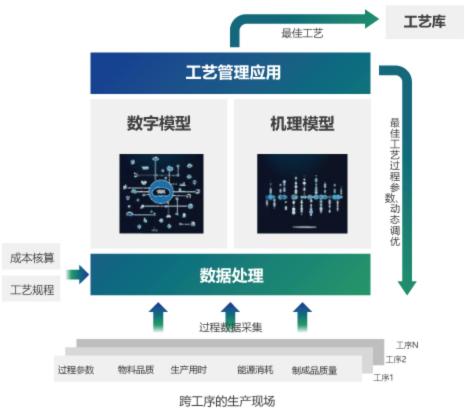 工艺库
最佳工艺
工艺管理应用
数字模型
机理模型
最佳工艺过程参数、动态调优
成本核算
工艺规程
数据处理
过程数据采集
工序N
工序2
工序1
过程参数
物料品质
生产用时
能源消耗
制成品质量
跨工序的生产现场